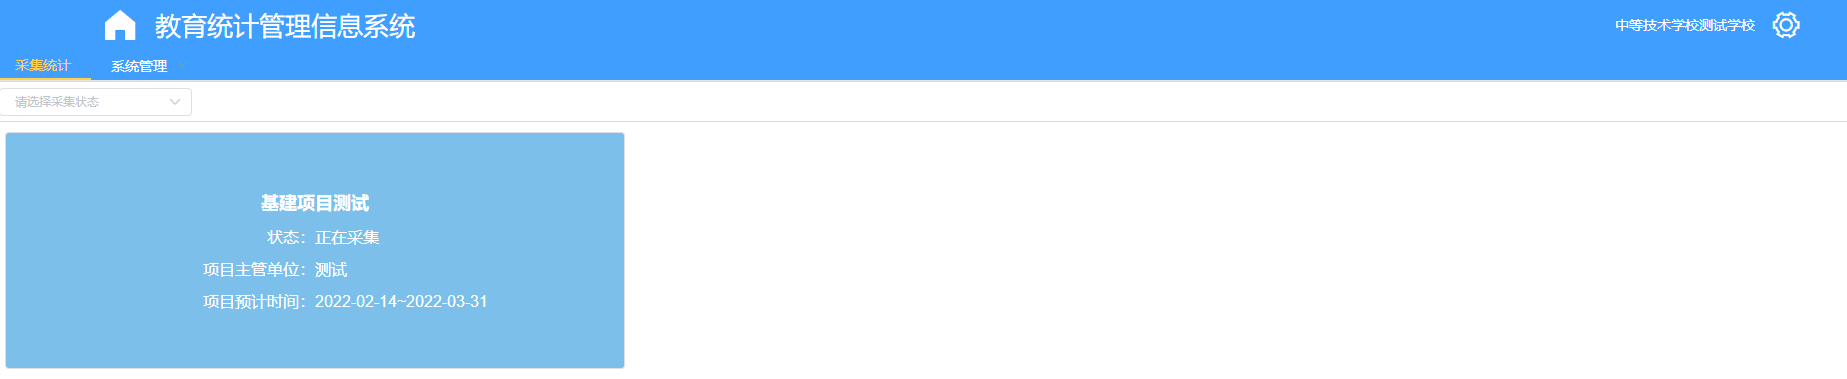 教育统计管理信息系统
中等技术学校测试学校
采集统计 系统管理
请选择采集状态
基建项目测试
状态：正在采集
项目主管单位：测试
项目预计时间：2022-02-14~2022-03-31